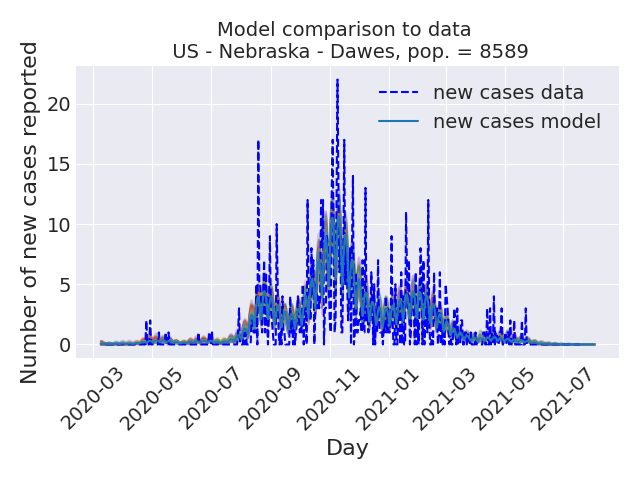 Model comparison to data
US - Nebraska - Dawes, pop. = 8589
Number of new cases reported
20
15
10
5
0
new cases data
new cases model
2020-03
2020-05
2020-07
2020-09
2020-11
2021-01
2021-03
2021-05
2021-07
Day